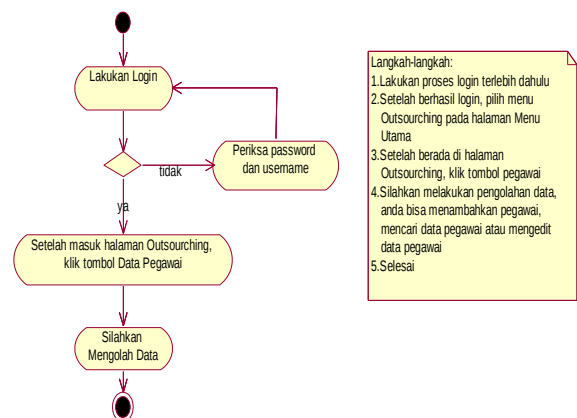 Lakukan Login
Periksa password
dan username
tidak
ya
Setelah masuk halaman Outsourching,
klik tombol Data Pegawai
Silahkan
Mengolah Data
Langkah-langkah:
1.Lakukan proses login terlebih dahulu
2.Setelah berhasil login, pilih menu
Outsourching pada halaman Menu
Utama
3.Setelah berada di halaman
Outsourching, klik tombol pegawai
4.Silahkan melakukan pengolahan data,
anda bisa menambahkan pegawai,
mencari data pegawai atau mengedit
data pegawai
5.Selesai